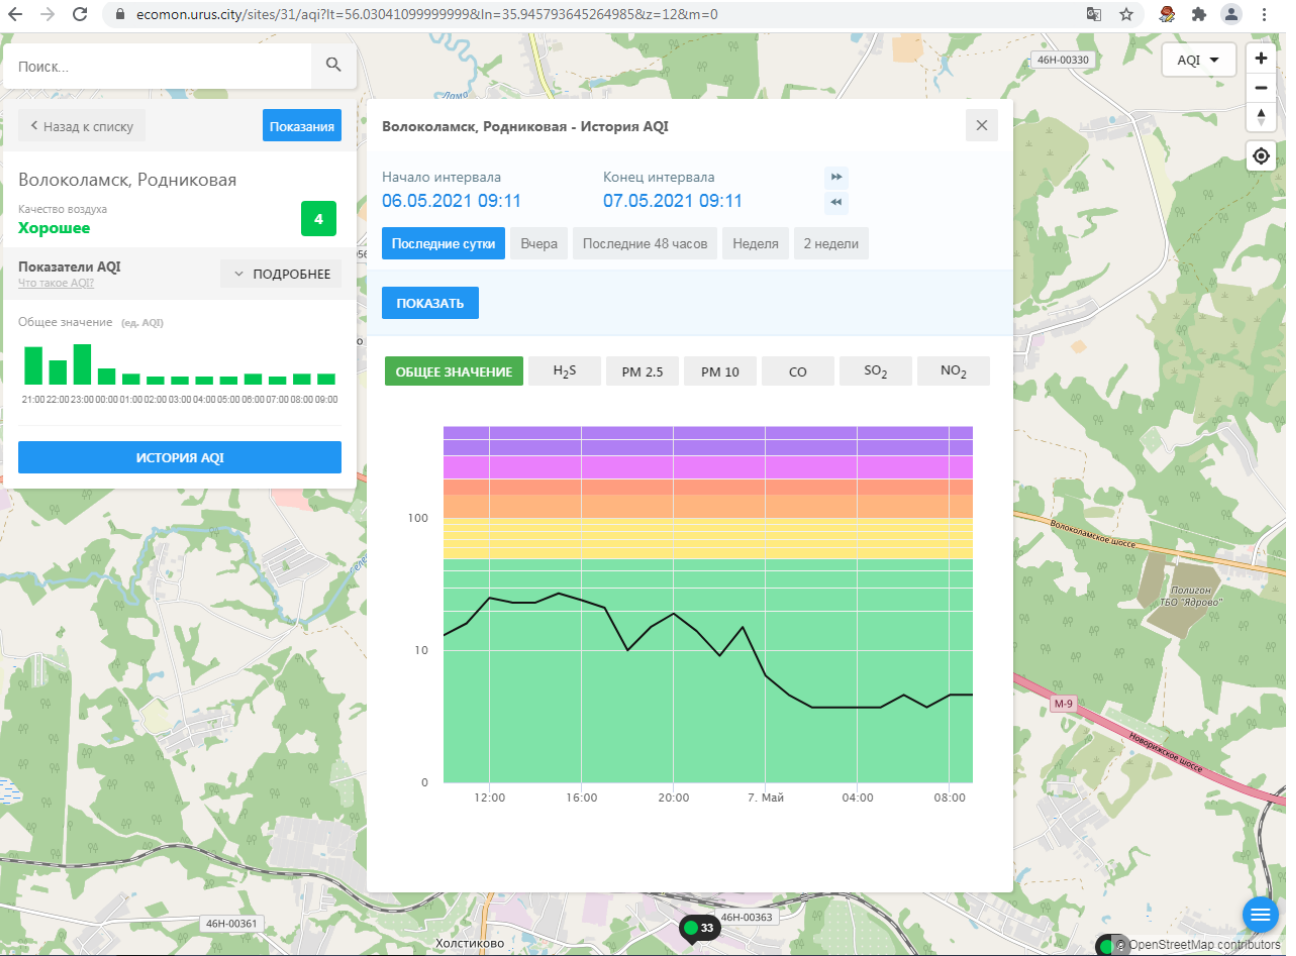 ecomon.urus.city/sites/31/aqi?lt=56.03041099999999&ln=35.945793645264985&z=12&m=0
Поиск...
46Н-00330
AQI
Лама
Назад к списку
Показания
Волоколамск, Родниковая - История AQI
Волоколамск, Родниковая
Качество воздуха
Хорошее
4
Начало интервала
Конец интервала
06.05.2021 09:11
07.05.2021 09:11
Последние сутки
Вчера
Последние 48 часов
Неделя
2 недели
Показатели AQI
Что такое AQI?
ПОДРОБНЕЕ
ПОКАЗАТЬ
Общее значение (ед. AQI)
21:00 22:00 23:00 00:00 01:00 02:00 03:00 04:00 05:00 06:00 07:00 08:00 09:00
ИСТОРИЯ AQI
ОБЩЕЕ ЗНАЧЕНИЕ
H2S
PM 2.5
PM 10
CO
SO2
NO2
100
10
0
12:00
16:00
20:00
7. Май
04:00
08:00
Волоколамское шоссе
Полигон
ТБО "Ядрово"
М-9
Новорижское шоссе
46Н-00361
46Н-00363
33
Холстиково
OpenStreetMap contributors